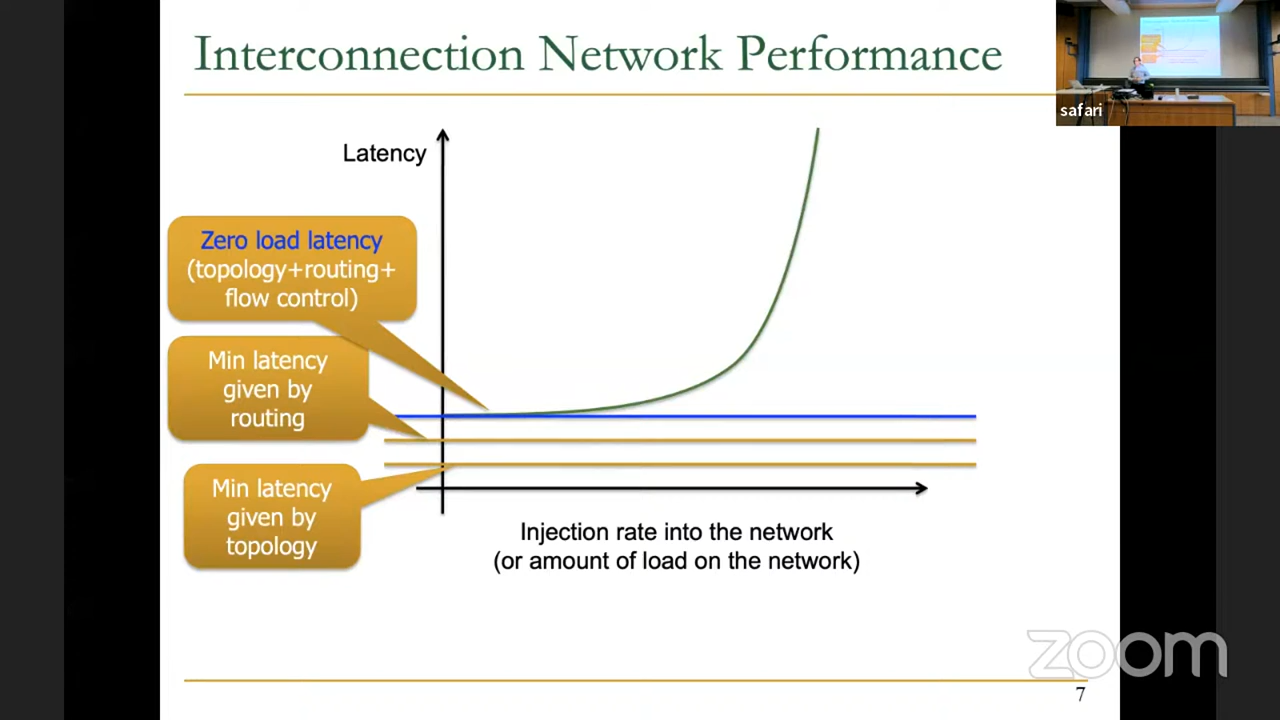 Interconnection Network Performance
safari
Latency
Zero load latency
(topology+routing+
flow control)
Min latency
given by
routing
Min latency
given by
topology
Injection rate into the network
(or amount of load on the network)
zoom
7